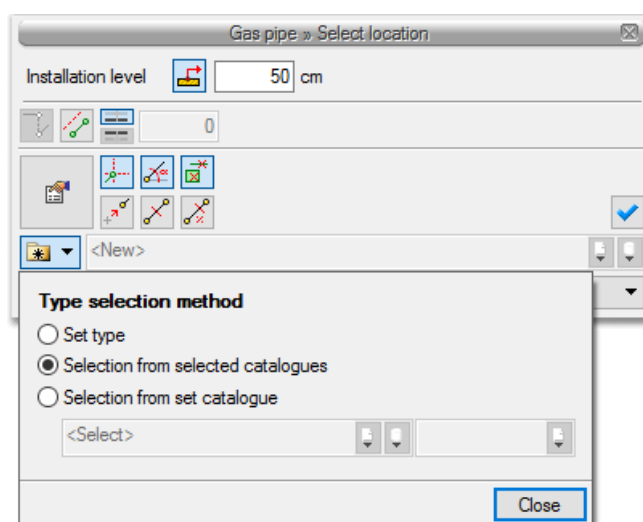 Gas pipe » Select location
Installation level 50 cm
0
<New>
Type selection method
Set type
Selection from selected catalogues
Selection from set catalogue
<Select>
Close